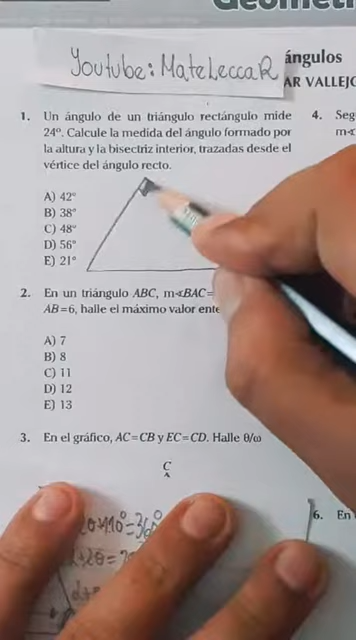 Geometrí
Youtube: MateLeccaR
ángulos
AR VALLEJO
1. Un ángulo de un triángulo rectángulo mide
24°. Calcule la medida del ángulo formado por
la altura y la bisectriz interior, trazadas desde el
vértice del ángulo recto.
A) 42°
B) 38°
C) 48°
D) 56°
E) 21°
2. En un triángulo ABC, m∢BAC=
AB=6, halle el máximo valor ente
A) 7
B) 8
C) 11
D) 12
E) 13
3. En el gráfico, AC=CB y EC=CD. Halle θ/ω
C
A
4. Seg
m∢
6. En